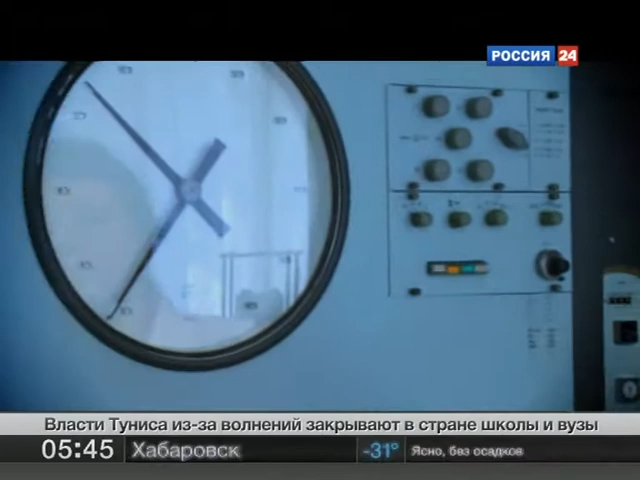 РОССИЯ 24
Власти Туниса из-за волнений закрывают в стране школы и вузы
05:45 Хабаровск -31° Ясно, без осадков